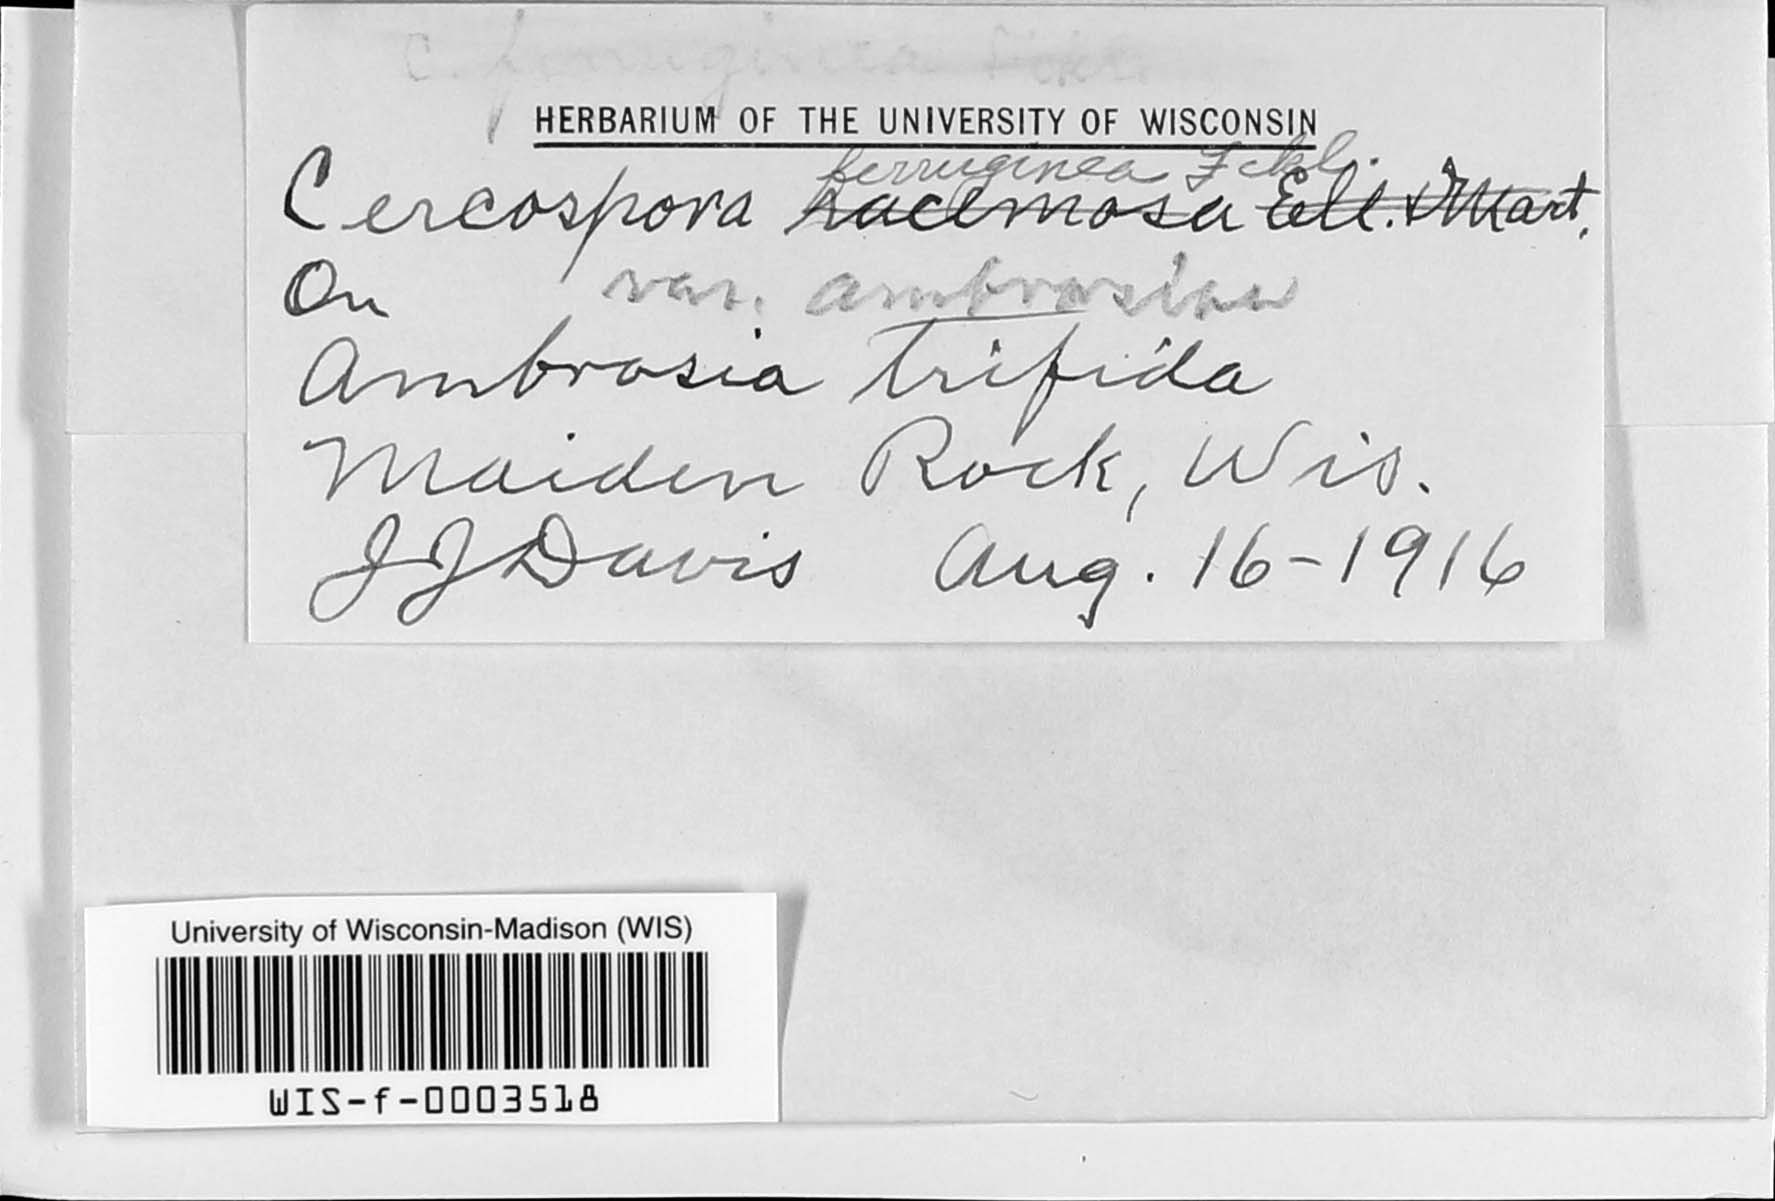 C. ferruginea Fckl.
HERBARIUM OF THE UNIVERSITY OF WISCONSIN
ferruginea Fckl.
Cercospora racemosa Ell. & Mart.
On var. ambrosiae
Ambrosia trifida
Maiden Rock, Wis.
JJ Davis Aug. 16-1916
University of Wisconsin-Madison (WIS)
WIS-f-0003518